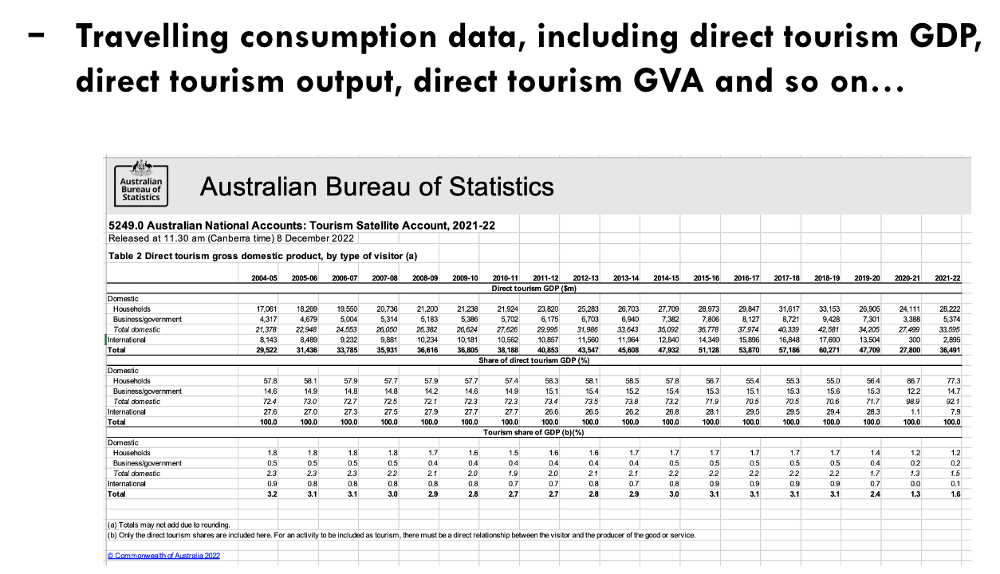 – Travelling consumption data, including direct tourism GDP,
direct tourism output, direct tourism GVA and so on…
Australian
Bureau of
Statistics
Australian Bureau of Statistics
5249.0 Australian National Accounts: Tourism Satellite Account, 2021-22
Released at 11.30 am (Canberra time) 8 December 2022
Table 2 Direct tourism gross domestic product, by type of visitor (a)
2004-05 2005-06 2006-07 2007-08 2008-09 2009-10 2010-11 2011-12 2012-13 2013-14 2014-15 2015-16 2016-17 2017-18 2018-19 2019-20 2020-21 2021-22
Direct tourism GDP ($m)
Domestic
Households 17,061 18,269 19,550 20,736 21,200 21,238 21,924 23,820 25,283 26,703 27,709 28,973 29,847 31,617 33,153 26,905 24,111 28,222
Business/government 4,317 4,679 5,004 5,314 5,183 5,386 5,702 6,175 6,703 6,940 7,382 7,806 8,127 8,721 9,428 7,301 3,388 5,374
Total domestic 21,378 22,948 24,553 26,050 26,382 26,624 27,626 29,995 31,986 33,643 35,092 36,778 37,974 40,339 42,581 34,205 27,499 33,595
International 8,143 8,489 9,232 9,881 10,234 10,181 10,562 10,857 11,560 11,964 12,840 14,349 15,896 16,848 17,690 13,504 300 2,895
Total 29,522 31,436 33,785 35,931 36,616 36,805 38,188 40,853 43,547 45,608 47,932 51,128 53,870 57,186 60,271 47,709 27,800 36,491
Share of direct tourism GDP (%)
Domestic
Households 57.8 58.1 57.9 57.7 57.9 57.7 57.4 58.3 58.1 58.5 57.8 56.7 55.4 55.3 55.0 56.4 86.7 77.3
Business/government 14.6 14.9 14.8 14.8 14.2 14.6 14.9 15.1 15.4 15.2 15.4 15.3 15.1 15.3 15.6 15.3 12.2 14.7
Total domestic 72.4 73.0 72.7 72.5 72.1 72.3 72.3 73.4 73.5 73.8 73.2 71.9 70.5 70.5 70.6 71.7 98.9 92.1
International 27.6 27.0 27.3 27.5 27.9 27.7 27.7 26.6 26.5 26.2 26.8 28.1 29.5 29.5 29.4 28.3 1.1 7.9
Total 100.0 100.0 100.0 100.0 100.0 100.0 100.0 100.0 100.0 100.0 100.0 100.0 100.0 100.0 100.0 100.0 100.0 100.0
Tourism share of GDP (b)(%)
Domestic
Households 1.8 1.8 1.8 1.8 1.7 1.6 1.5 1.6 1.6 1.7 1.7 1.7 1.7 1.7 1.7 1.4 1.2 1.2
Business/government 0.5 0.5 0.5 0.5 0.4 0.4 0.4 0.4 0.4 0.4 0.5 0.5 0.5 0.5 0.5 0.4 0.2 0.2
Total domestic 2.3 2.3 2.3 2.2 2.1 2.0 1.9 2.0 2.1 2.1 2.2 2.2 2.2 2.2 2.2 1.7 1.3 1.5
International 0.9 0.8 0.8 0.8 0.8 0.8 0.7 0.7 0.8 0.7 0.8 0.9 0.9 0.9 0.9 0.7 0.0 0.1
Total 3.2 3.1 3.1 3.0 2.9 2.8 2.7 2.7 2.8 2.9 3.0 3.1 3.1 3.1 3.1 2.4 1.3 1.6
(a) Totals may not add due to rounding.
(b) Only the direct tourism shares are included here. For an activity to be included as tourism, there must be a direct relationship between the visitor and the producer of the good or service.
© Commonwealth of Australia 2022